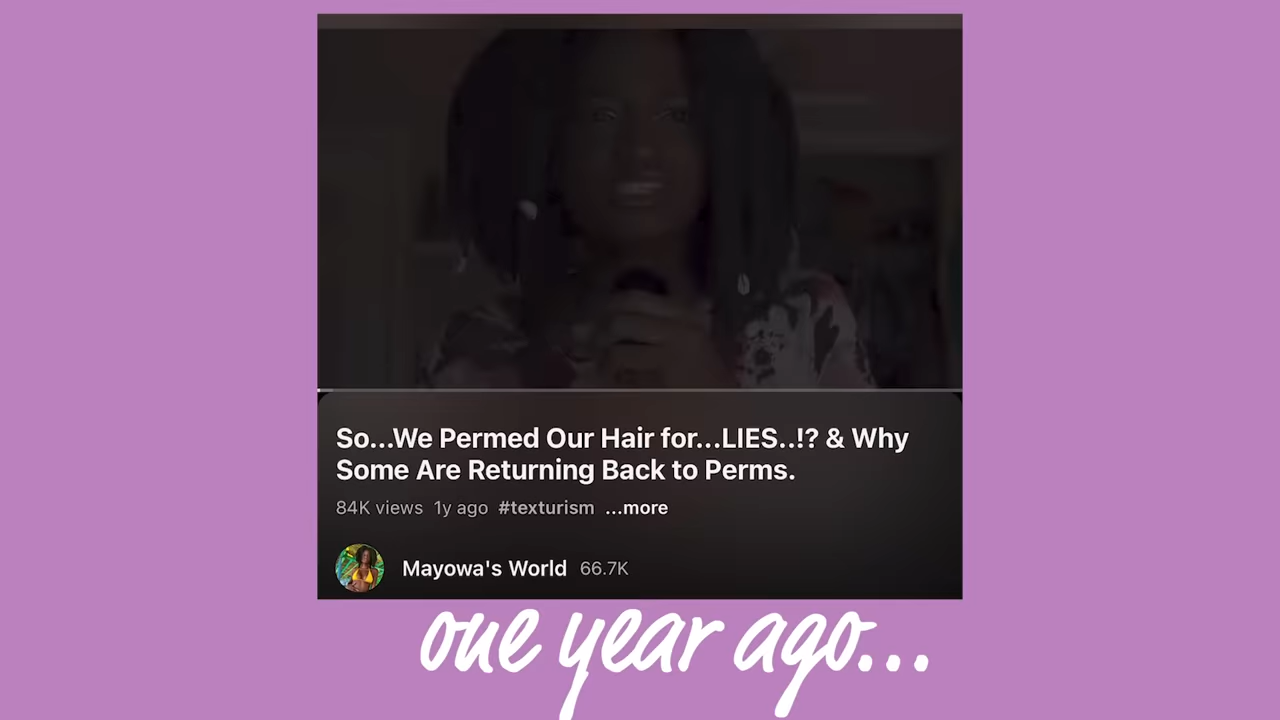 So...We Permed Our Hair for...LIES..!? & Why
Some Are Returning Back to Perms.
84K views 1y ago #texturism ...more
Mayowa's World 66.7K
one year ago...